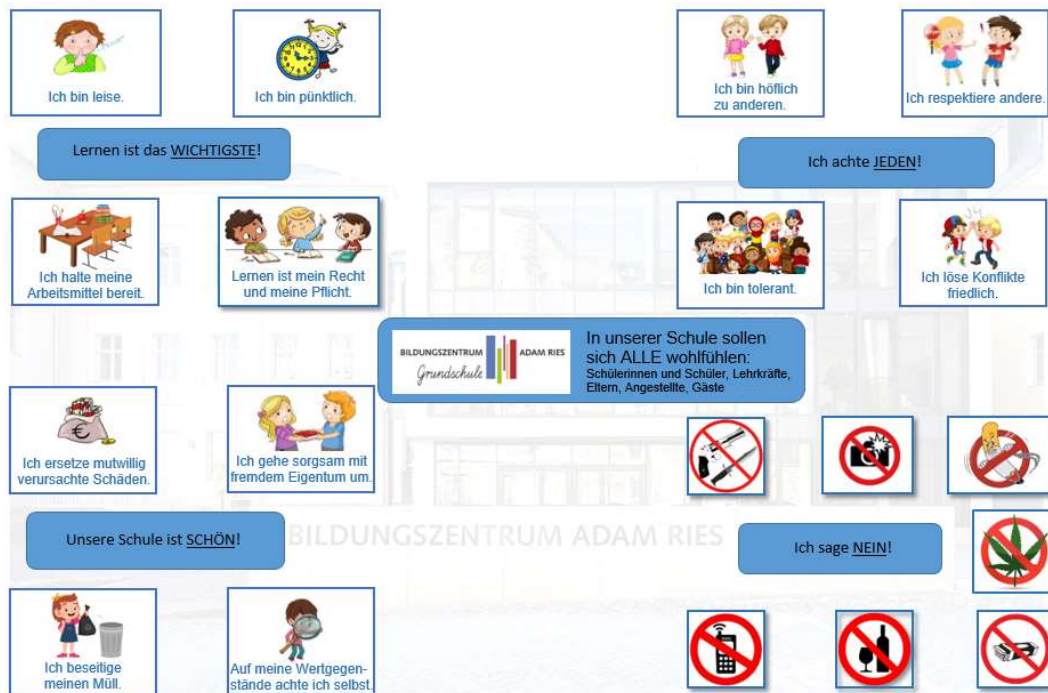 Ich bin leise.
Ich bin pünktlich.
Lernen ist das WICHTIGSTE!
Ich halte meine
Arbeitsmittel bereit.
Lernen ist mein Recht
und meine Pflicht.
Ich bin höflich
zu anderen.
Ich respektiere andere.
Ich achte JEDEN!
Ich bin tolerant.
Ich löse Konflikte
friedlich.
BILDUNGSZENTRUM ADAM RIES
Grundschule
In unserer Schule sollen
sich ALLE wohlfühlen:
Schülerinnen und Schüler, Lehrkräfte,
Eltern, Angestellte, Gäste
€
Ich ersetze mutwillig
verursachte Schäden.
Ich gehe sorgsam mit
fremdem Eigentum um.
Unsere Schule ist SCHÖN!
BILDUNGSZENTRUM ADAM RIES
Ich beseitige
meinen Müll.
Auf meine Wertgegen-
stände achte ich selbst.
Ich sage NEIN!